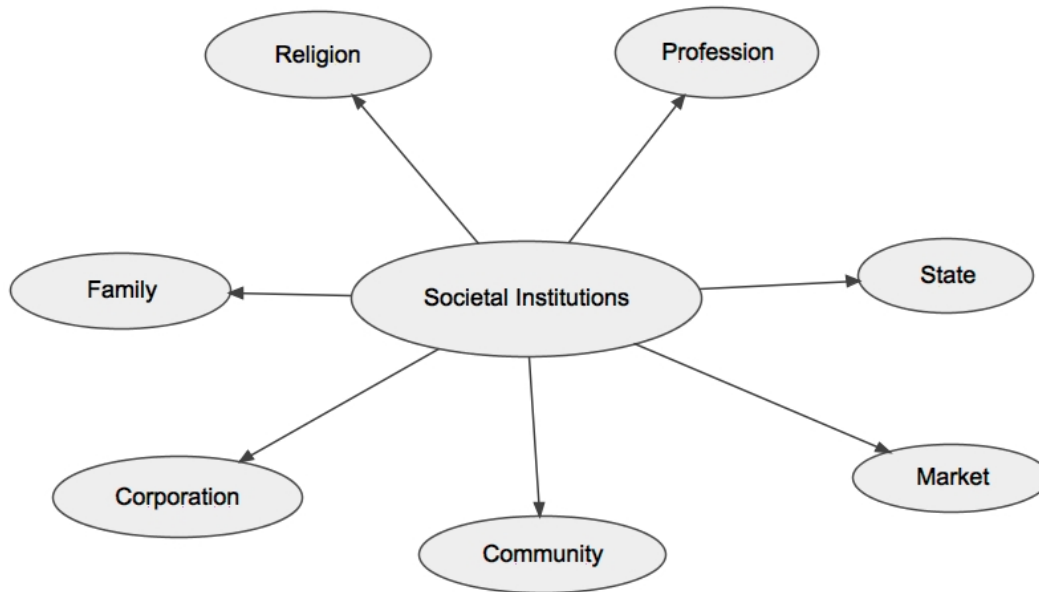 Religion
Profession
Family
Societal Institutions
State
Corporation
Market
Community